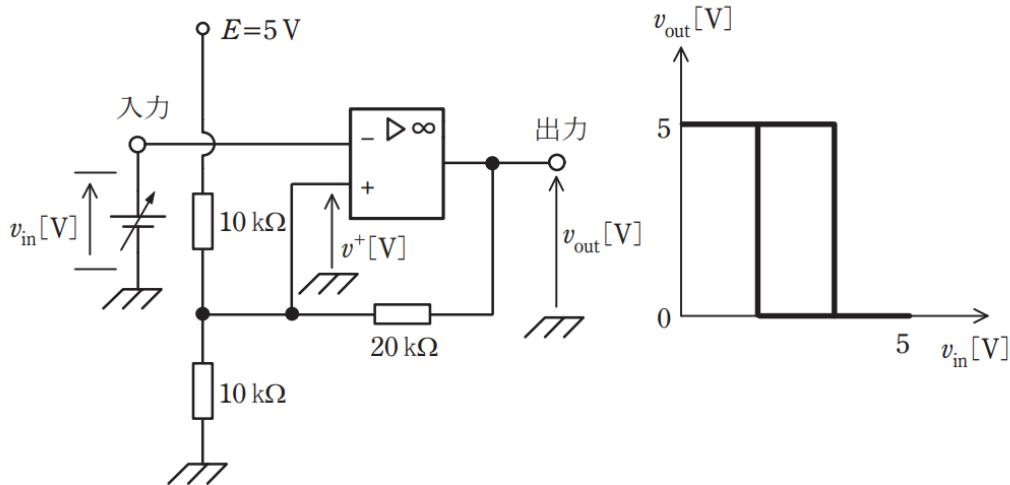 E=5 V
入力
− ▷ ∞
+
出力
10 kΩ
v_in [V]
v⁺[V]
v_out [V]
20 kΩ
10 kΩ
v_out [V]
5
0
5
v_in [V]